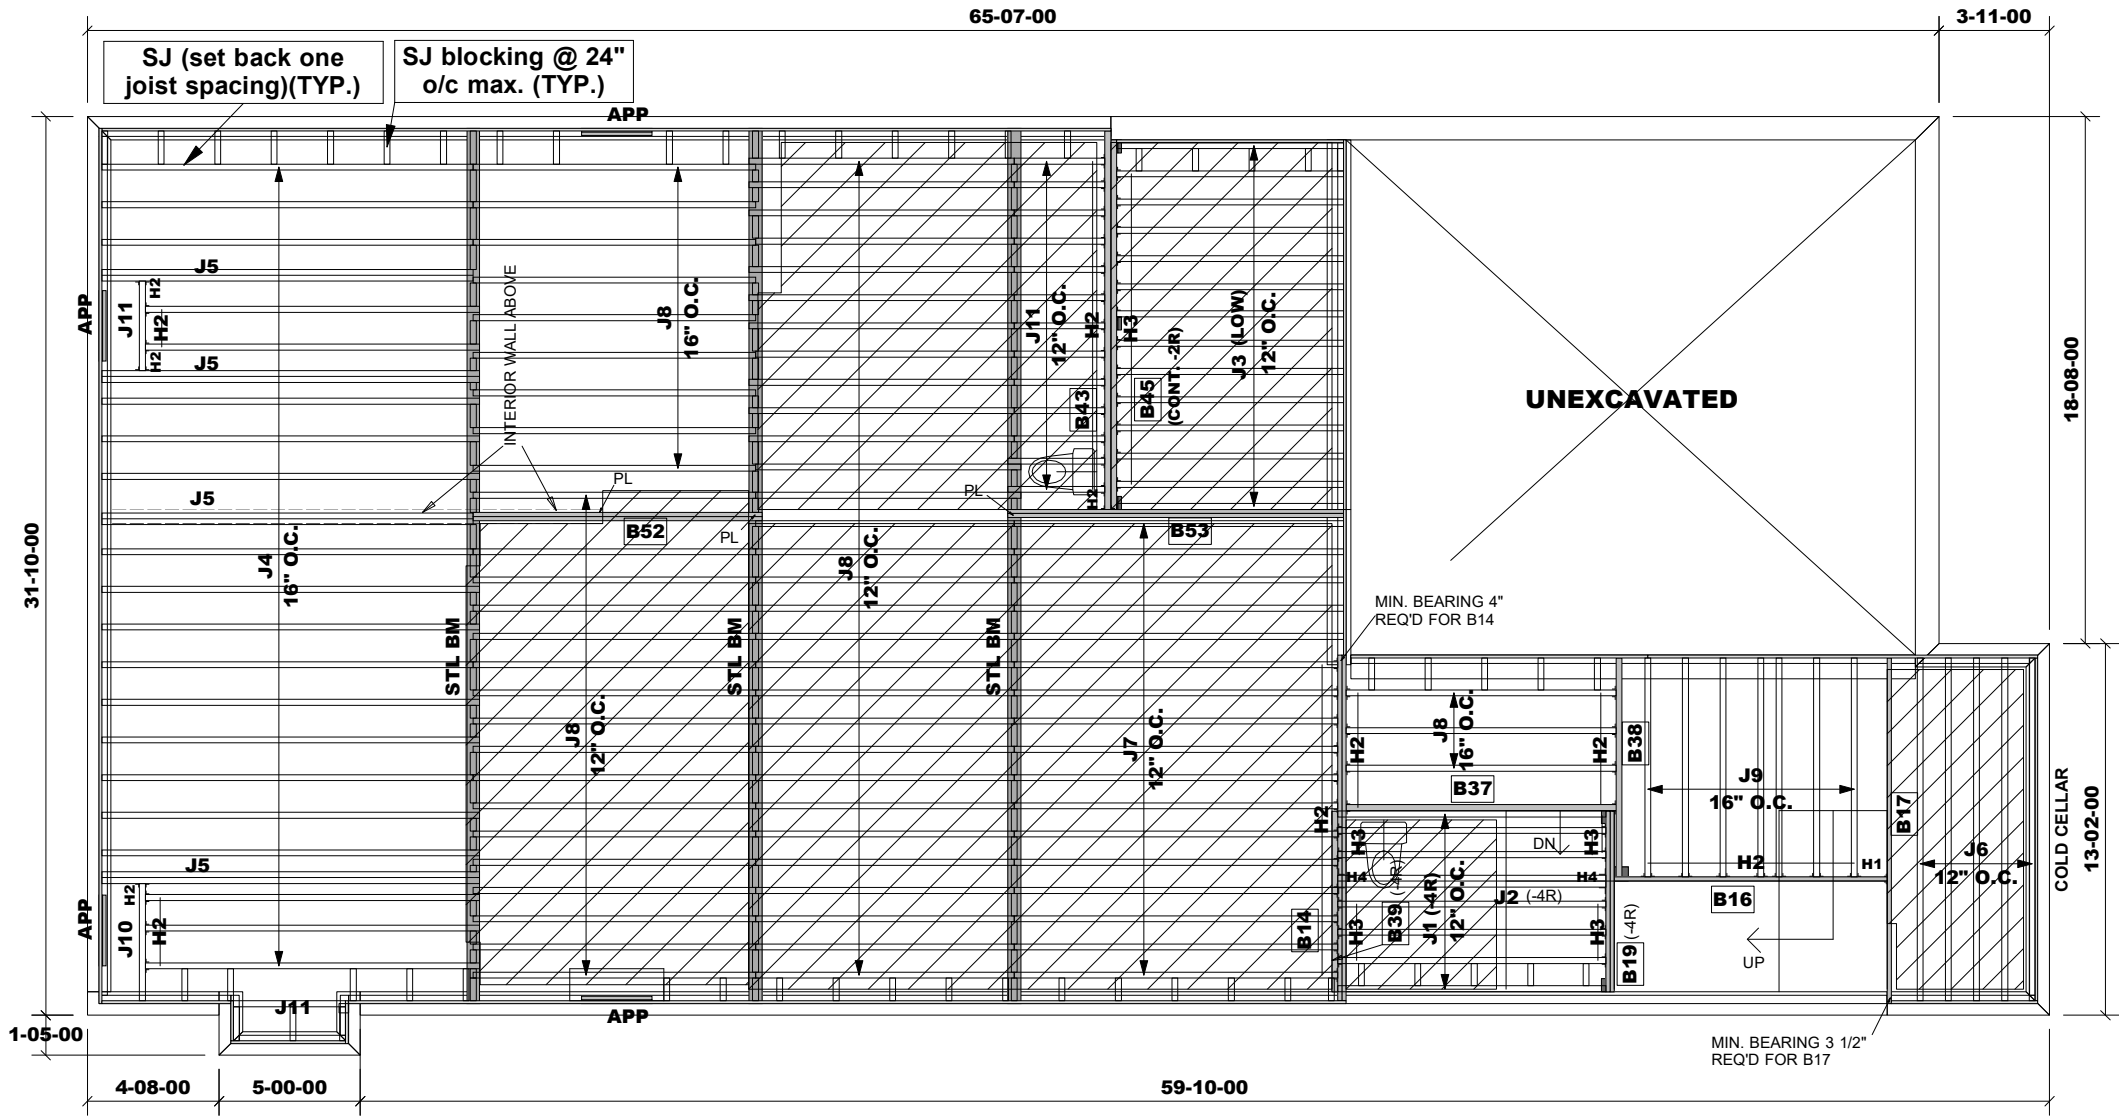 65-07-00
3-11-00
SJ (set back one
joist spacing)(TYP.)
SJ blocking @ 24"
o/c max. (TYP.)
APP
31-10-00
18-08-00
J5
H2
J11
H2
H2
APP
J5
INTERIOR WALL ABOVE
J8
16" O.C.
J11
12" O.C.
H2
H3
B43
B45
(CONT.-2R)
J3 (LOW)
12" O.C.
UNEXCAVATED
J5
PL
PL
H2
B52
PL
B53
J4
16" O.C.
J8
12" O.C.
MIN. BEARING 4"
REQ'D FOR B14
STL BM
STL BM
STL BM
J8
12" O.C.
J7
12" O.C.
H2
J8
16" O.C.
H2
B38
B37
J9
16" O.C.
B17
COLD CELLAR
13-02-00
H2
H3
H3
DN
J5
H4
H4
H2
H1
J6
12" O.C.
H2
J10
H2
APP
B14
H3
B39 (-4R)
J1 (-4R)
12" O.C.
J2 (-4R)
H3
B19 (-4R)
B16
UP
J11
APP
1-05-00
MIN. BEARING 3 1/2"
REQ'D FOR B17
4-08-00
5-00-00
59-10-00